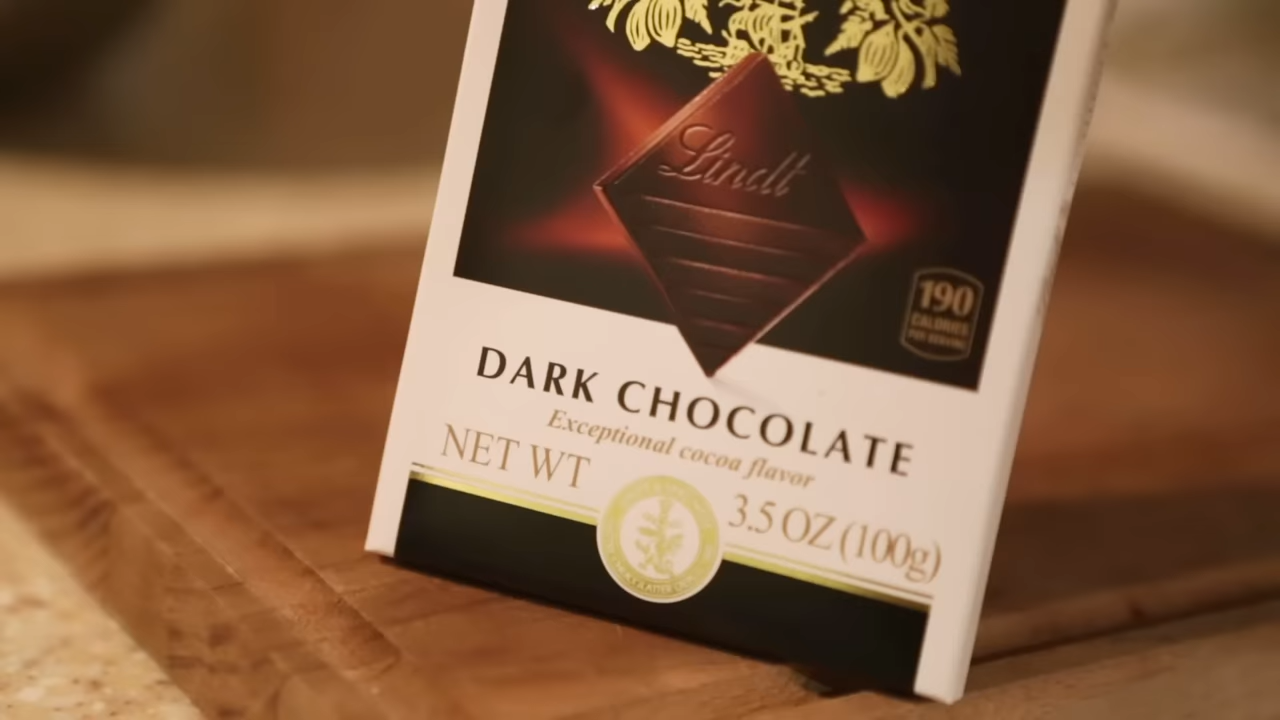 Lindt
190
CALORIES
PER SERVING
DARK CHOCOLATE
Exceptional cocoa flavor
NET WT
3.5 OZ (100g)